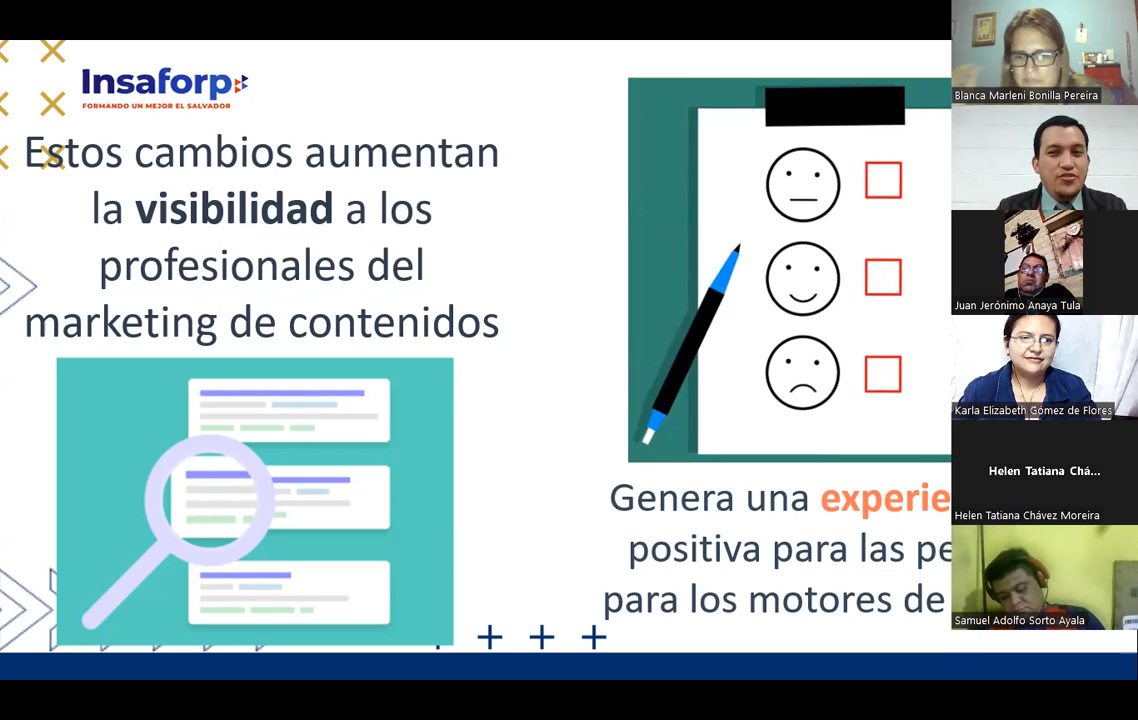 Insaforp
FORMANDO UN MEJOR EL SALVADOR
Estos cambios aumentan
la visibilidad a los
profesionales del
marketing de contenidos
Genera una experie
positiva para las pe
para los motores de
Blanca Marleni Bonilla Pereira
Juan Jerónimo Anaya Tula
Karla Elizabeth Gómez de Flores
Helen Tatiana Chá...
Helen Tatiana Chávez Moreira
Samuel Adolfo Sorto Ayala